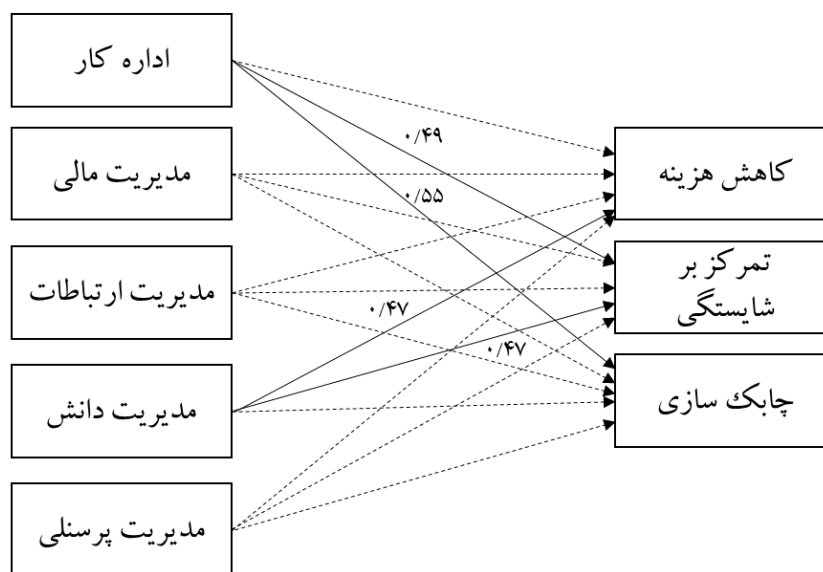 اداره کار
مدیریت مالی
مدیریت ارتباطات
مدیریت دانش
مدیریت پرسنلی
۰/۴۹
۰/۵۵
۰/۴۷
۰/۴۷
کاهش هزینه
تمرکز بر
شایستگی
چابک سازی